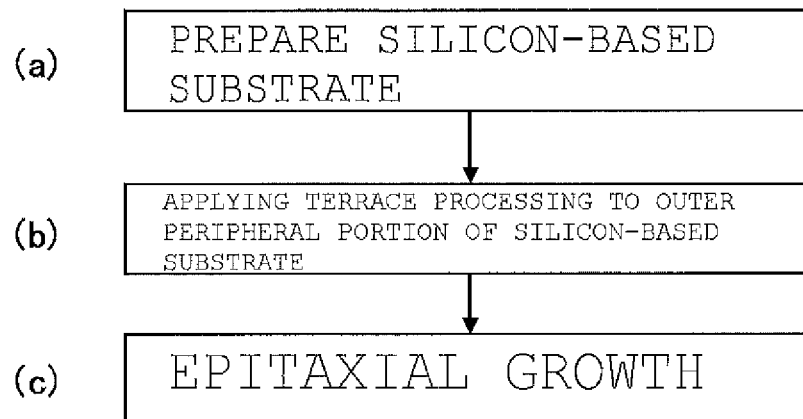 (a)
PREPARE SILICON-BASED
SUBSTRATE
(b)
APPLYING TERRACE PROCESSING TO OUTER
PERIPHERAL PORTION OF SILICON-BASED
SUBSTRATE
(c)
EPITAXIAL GROWTH